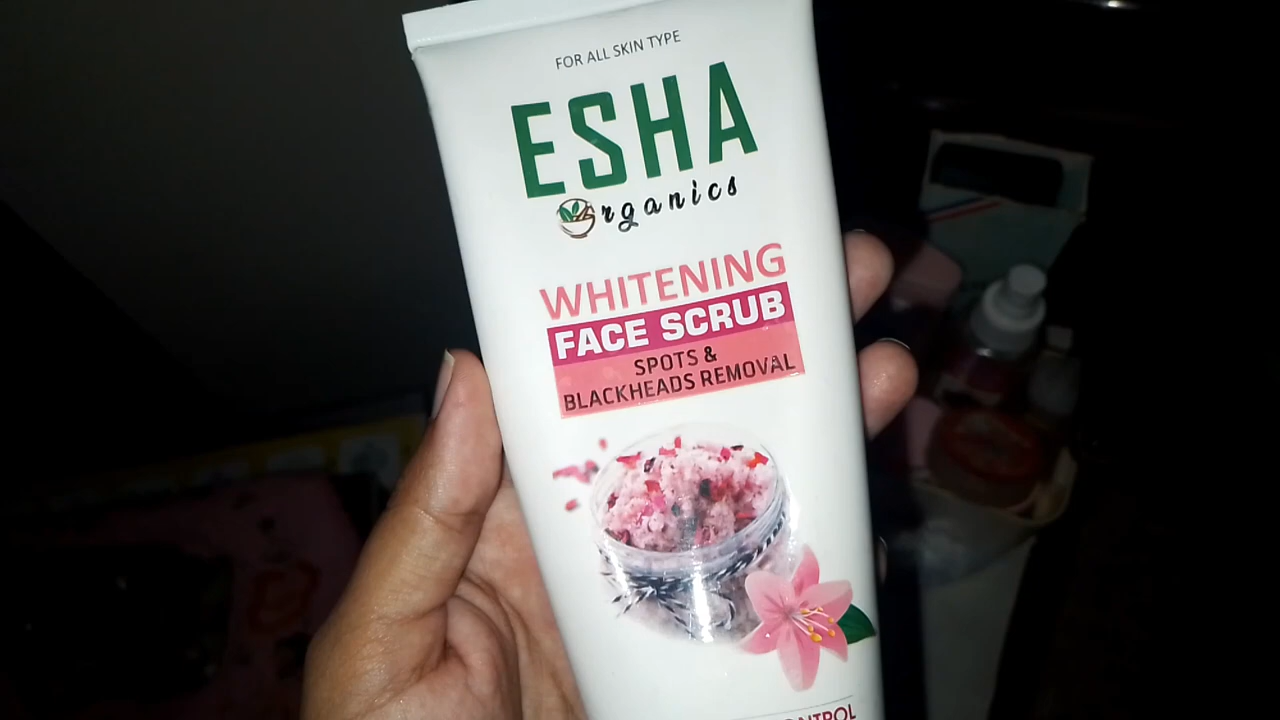 FOR ALL SKIN TYPE
ESHA
Organics
WHITENING
FACE SCRUB
SPOTS &
BLACKHEADS REMOVAL